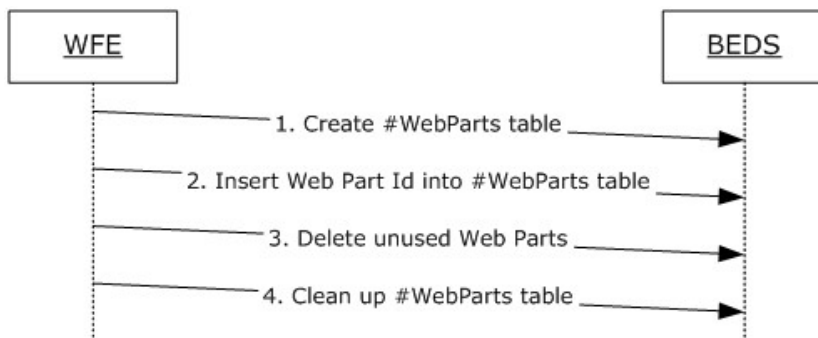 WFE
BEDS
1. Create #WebParts table
2. Insert Web Part Id into #WebParts table
3. Delete unused Web Parts
4. Clean up #WebParts table